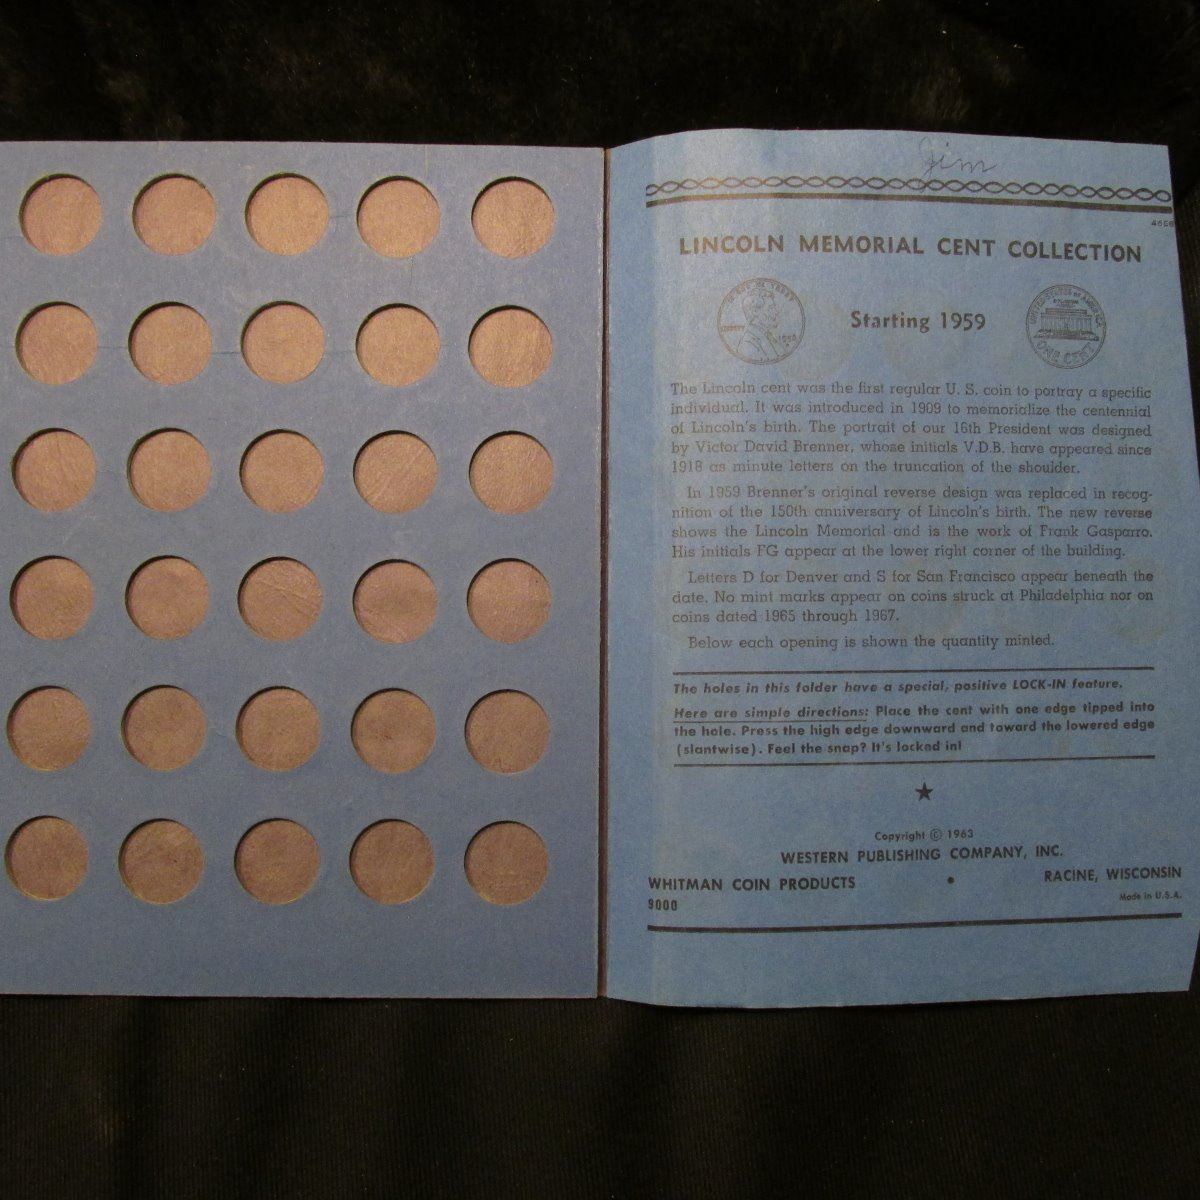 Jim
4656
LINCOLN MEMORIAL CENT COLLECTION
Starting 1959
The Lincoln cent was the first regular U. S. coin to portray a specific
individual. It was introduced in 1909 to memorialize the centennial
of Lincoln's birth. The portrait of our 16th President was designed
by Victor David Brenner, whose initials V.D.B. have appeared since
1918 as minute letters on the truncation of the shoulder.
In 1959 Brenner's original reverse design was replaced in recog-
nition of the 150th anniversary of Lincoln's birth. The new reverse
shows the Lincoln Memorial and is the work of Frank Gasparro.
His initials FG appear at the lower right corner of the building.
Letters D for Denver and S for San Francisco appear beneath the
date. No mint marks appear on coins struck at Philadelphia nor on
coins dated 1965 through 1967.
Below each opening is shown the quantity minted.
The holes in this folder have a special, positive LOCK-IN feature.
Here are simple directions: Place the cent with one edge tipped into
the hole. Press the high edge downward and toward the lowered edge
(slantwise). Feel the snap? It's locked in!
Copyright © 1963
WESTERN PUBLISHING COMPANY, INC.
WHITMAN COIN PRODUCTS • RACINE, WISCONSIN
9000 Made in U.S.A.